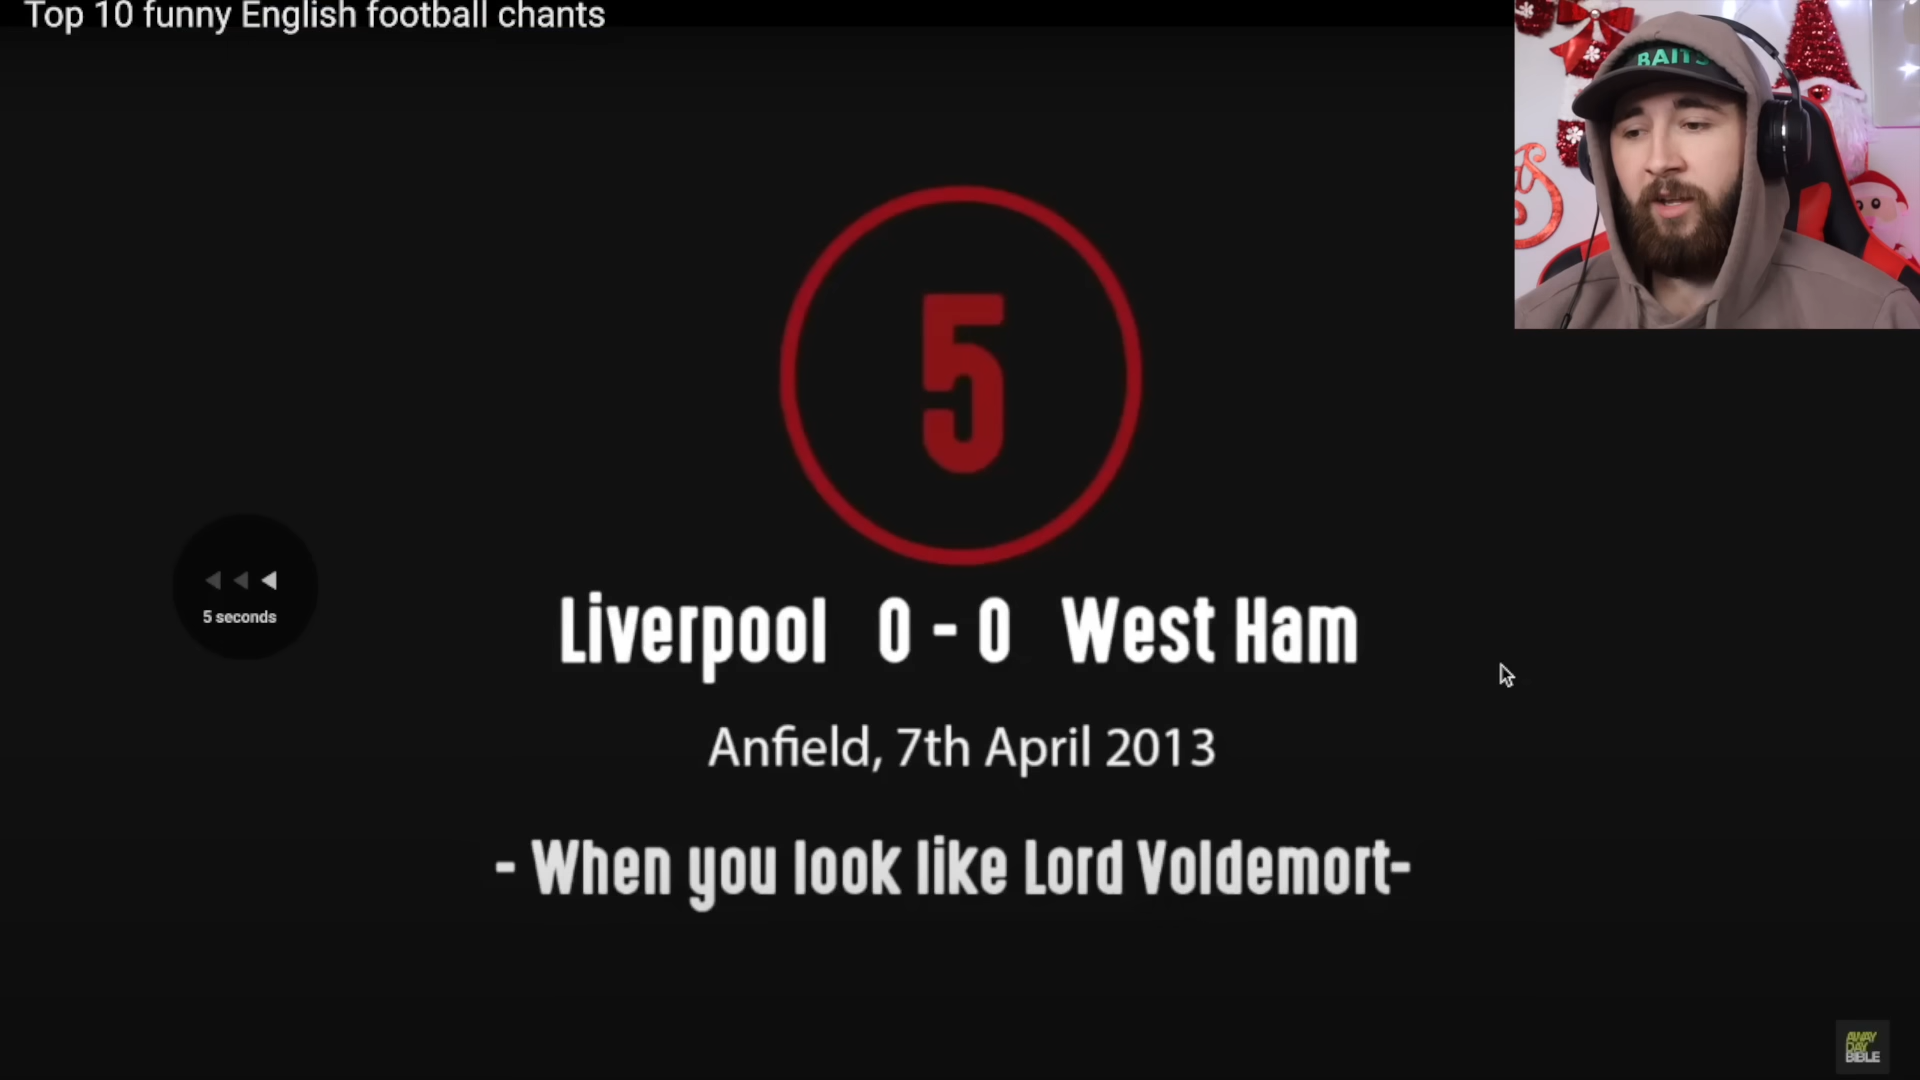 Top 10 funny English football chants
BAITS
5
Liverpool 0 - 0 West Ham
5 seconds
Anfield, 7th April 2013
- When you look like Lord Voldemort-
AWAY
DAY
BIBLE